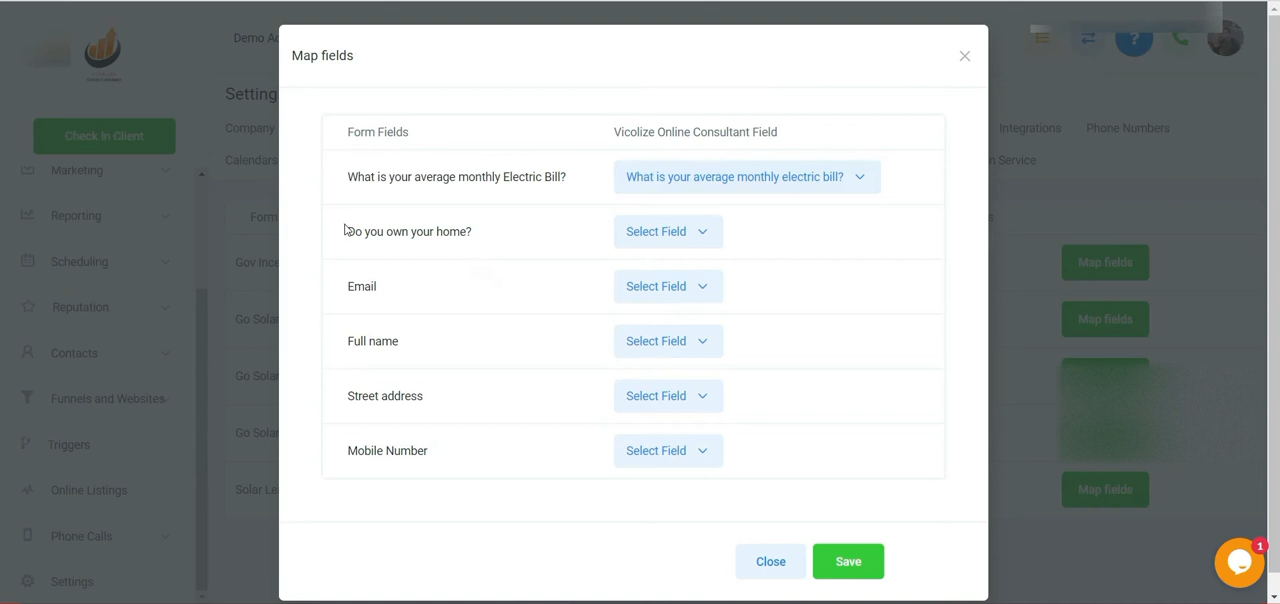 Demo Ac
Map fields
?
Setting
Check In Client
Company
Integrations
Phone Numbers
Calendars
n Service
Marketing
Form Fields
Vicolize Online Consultant Field
What is your average monthly Electric Bill?
What is your average monthly electric bill?
Reporting
Form
s
Do you own your home?
Select Field
Scheduling
Gov Ince
Map fields
Email
Select Field
Reputation
Go Solar
Map fields
Full name
Select Field
Contacts
Go Solar
Street address
Select Field
Funnels and Websites
Go Solar
Triggers
Mobile Number
Select Field
Online Listings
Solar Le
Map fields
Phone Calls
Close
Save
1
Settings